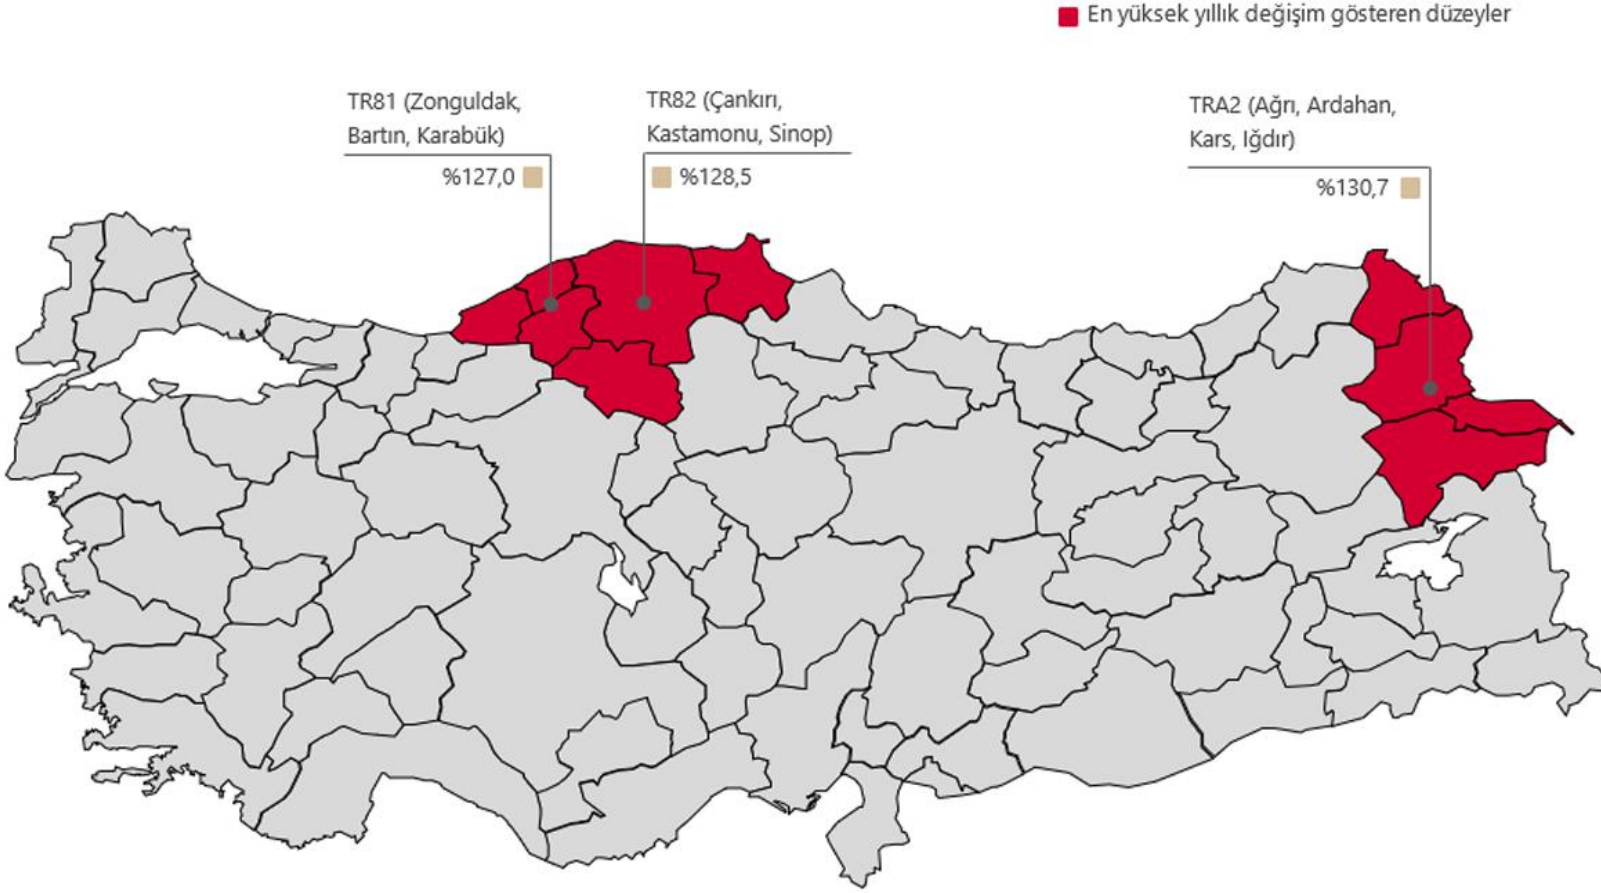 En yüksek yıllık değişim gösteren düzeyler
TR81 (Zonguldak,
Bartın, Karabük)
%127,0
TR82 (Çankırı,
Kastamonu, Sinop)
%128,5
TRA2 (Ağrı, Ardahan,
Kars, Iğdır)
%130,7